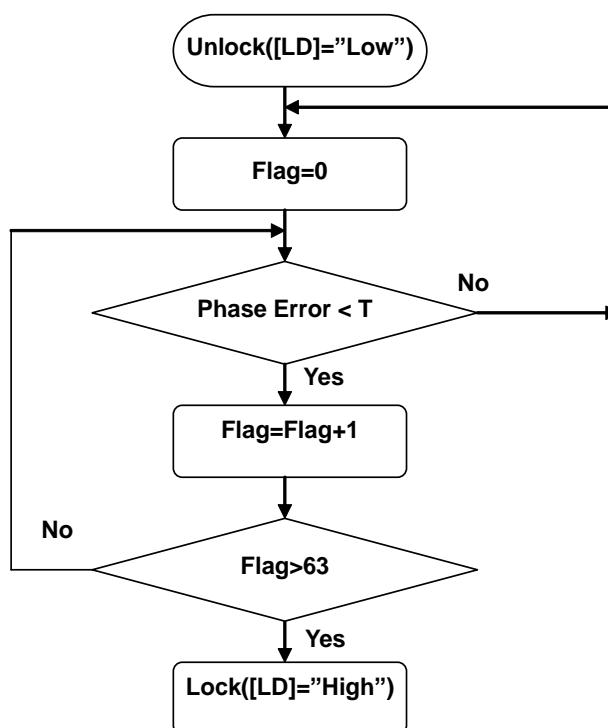 Unlock([LD]=”Low”)
Flag=0
Phase Error < T
No
Yes
Flag=Flag+1
No
Flag>63
Yes
Lock([LD]=”High”)